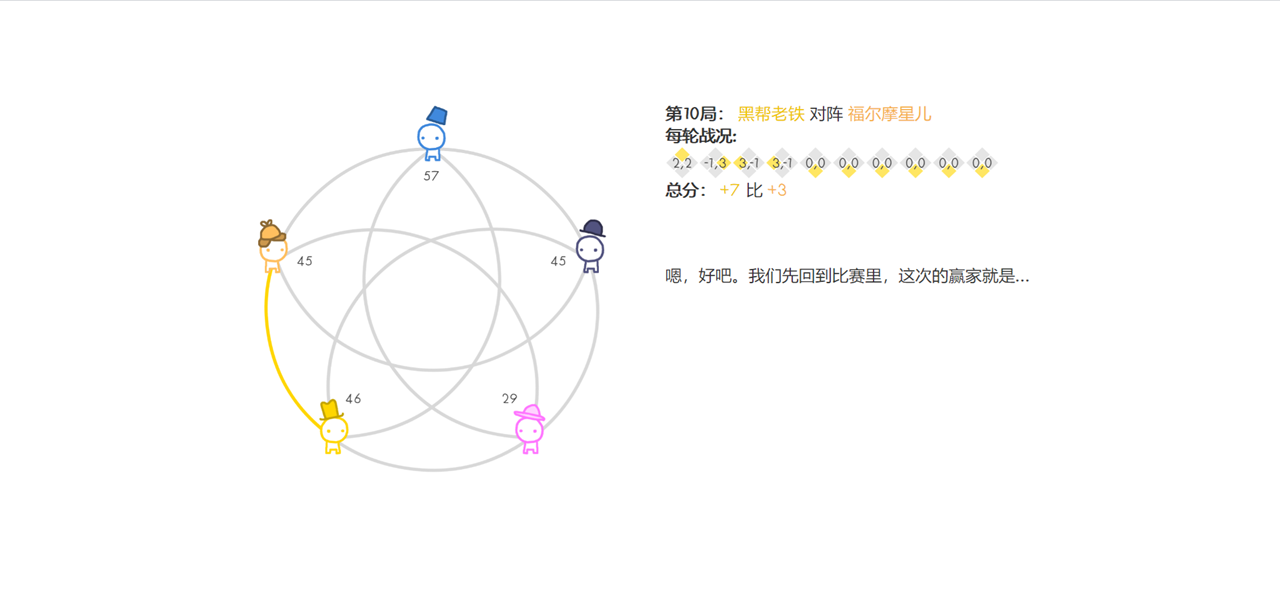 第10局： 黑帮老铁 对阵 福尔摩星儿
每轮战况:
2,2 -1,3 3,-1 3,-1 0,0 0,0 0,0 0,0 0,0 0,0
总分： +7 比 +3
57
45
45
嗯，好吧。我们先回到比赛里，这次的赢家就是...
46
29